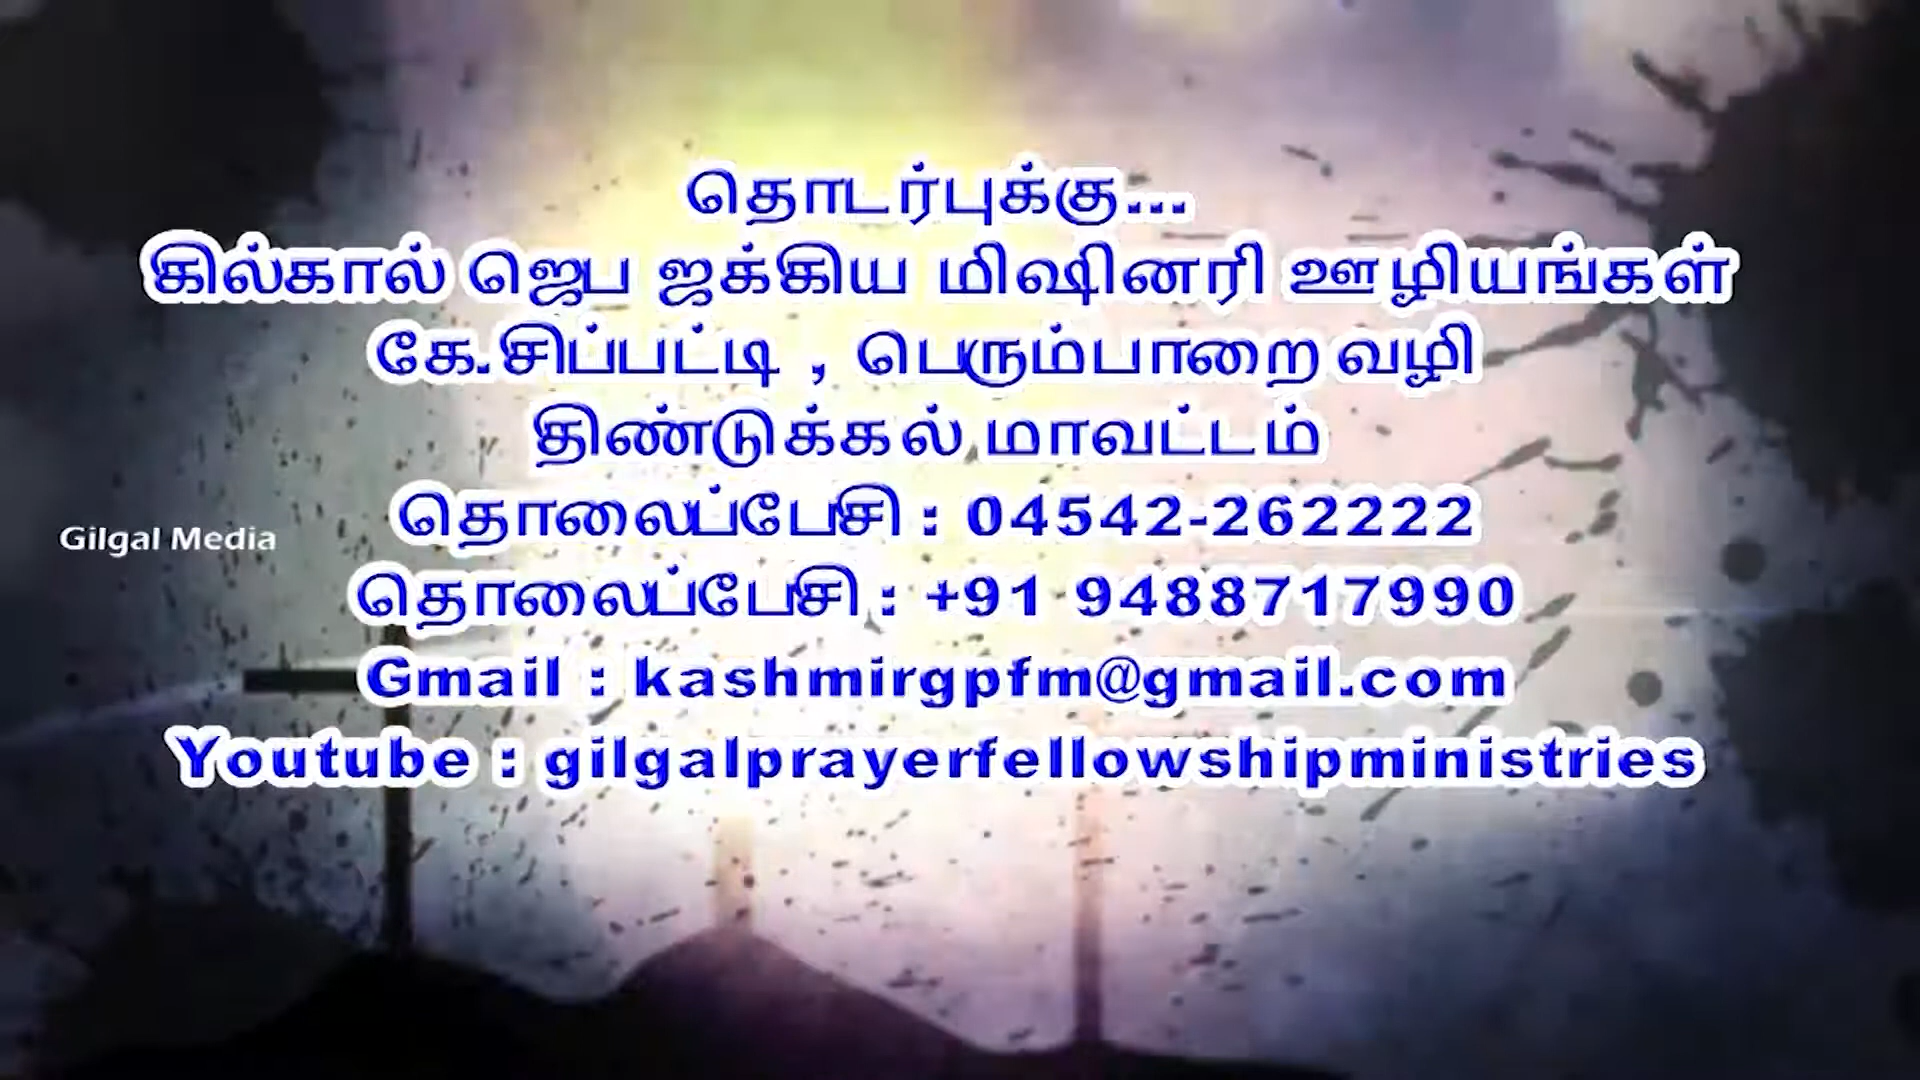 தொடர்புக்கு...
கில்கால் ஜெப ஐக்கிய மிஷினரி ஊழியங்கள்
கே.சிப்பட்டி , பெரும்பாறை வழி
திண்டுக்கல் மாவட்டம்
தொலைப்பேசி : 04542-262222
Gilgal Media
தொலைப்பேசி : +91 9488717990
Gmail : kashmirgpfm@gmail.com
Youtube : gilgalprayerfellowshipministries